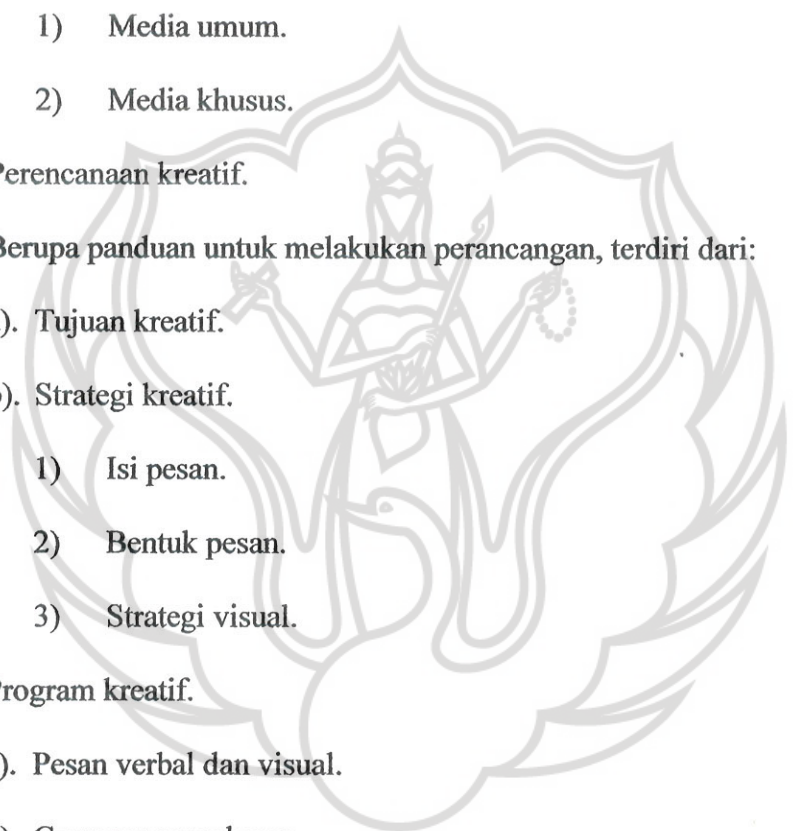 1) Media umum.
2) Media khusus.
Perencanaan kreatif.
Berupa panduan untuk melakukan perancangan, terdiri dari:
). Tujuan kreatif.
). Strategi kreatif.
1) Isi pesan.
2) Bentuk pesan.
3) Strategi visual.
Program kreatif.
). Pesan verbal dan visual.